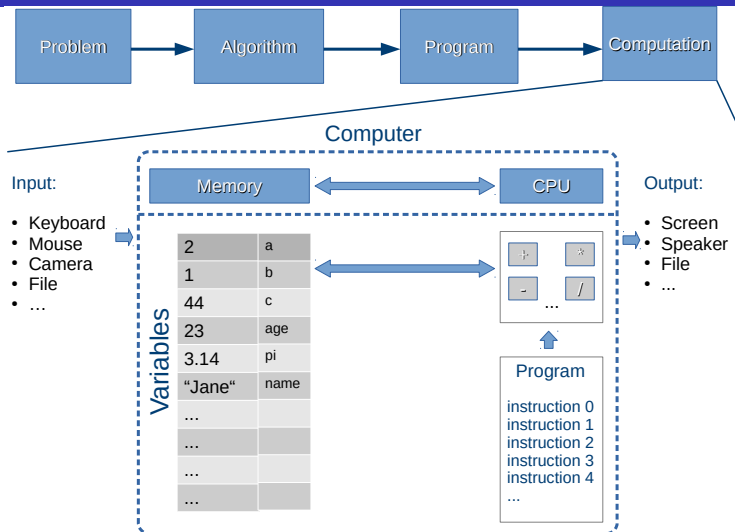 Problem
Algorithm
Program
Computation
Computer
Input:
• Keyboard
• Mouse
• Camera
• File
• ...
Memory
CPU
Output:
• Screen
• Speaker
• File
• ...
Variables
2 a
1 b
44 c
23 age
3.14 pi
“Jane“ name
...
...
...
...
+ *
- /
...
Program
instruction 0
instruction 1
instruction 2
instruction 3
instruction 4
...